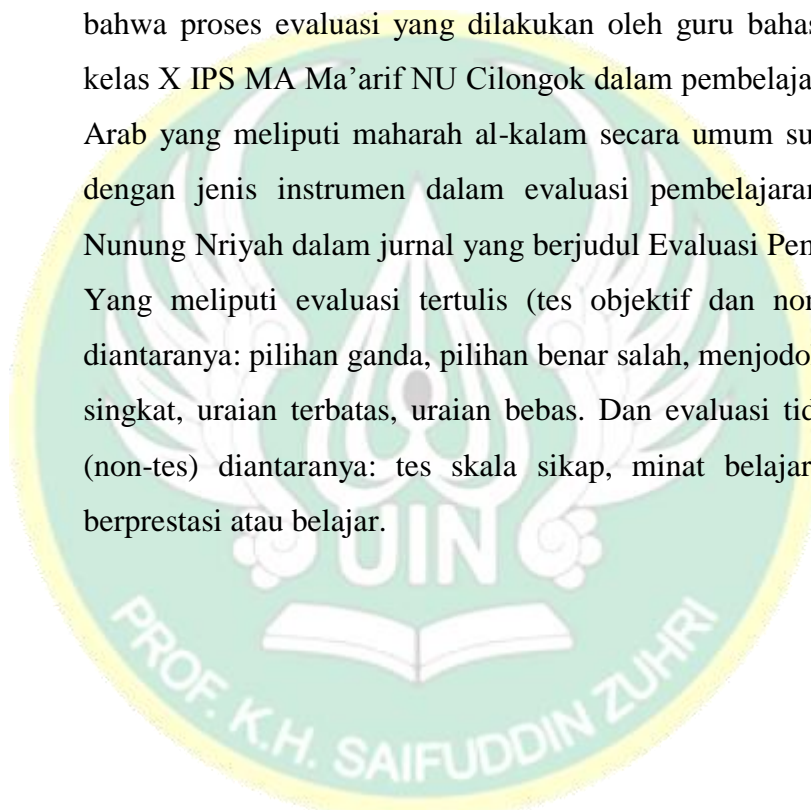 bahwa proses evaluasi yang dilakukan oleh guru bahas
kelas X IPS MA Ma’arif NU Cilongok dalam pembelaja
Arab yang meliputi maharah al-kalam secara umum su
dengan jenis instrumen dalam evaluasi pembelajaran
Nunung Nriyah dalam jurnal yang berjudul Evaluasi Pen
Yang meliputi evaluasi tertulis (tes objektif dan non
diantaranya: pilihan ganda, pilihan benar salah, menjodo
singkat, uraian terbatas, uraian bebas. Dan evaluasi tid
(non-tes) diantaranya: tes skala sikap, minat belajar
berprestasi atau belajar.
UIN
PROF. K.H. SAIFUDDIN ZUHRI